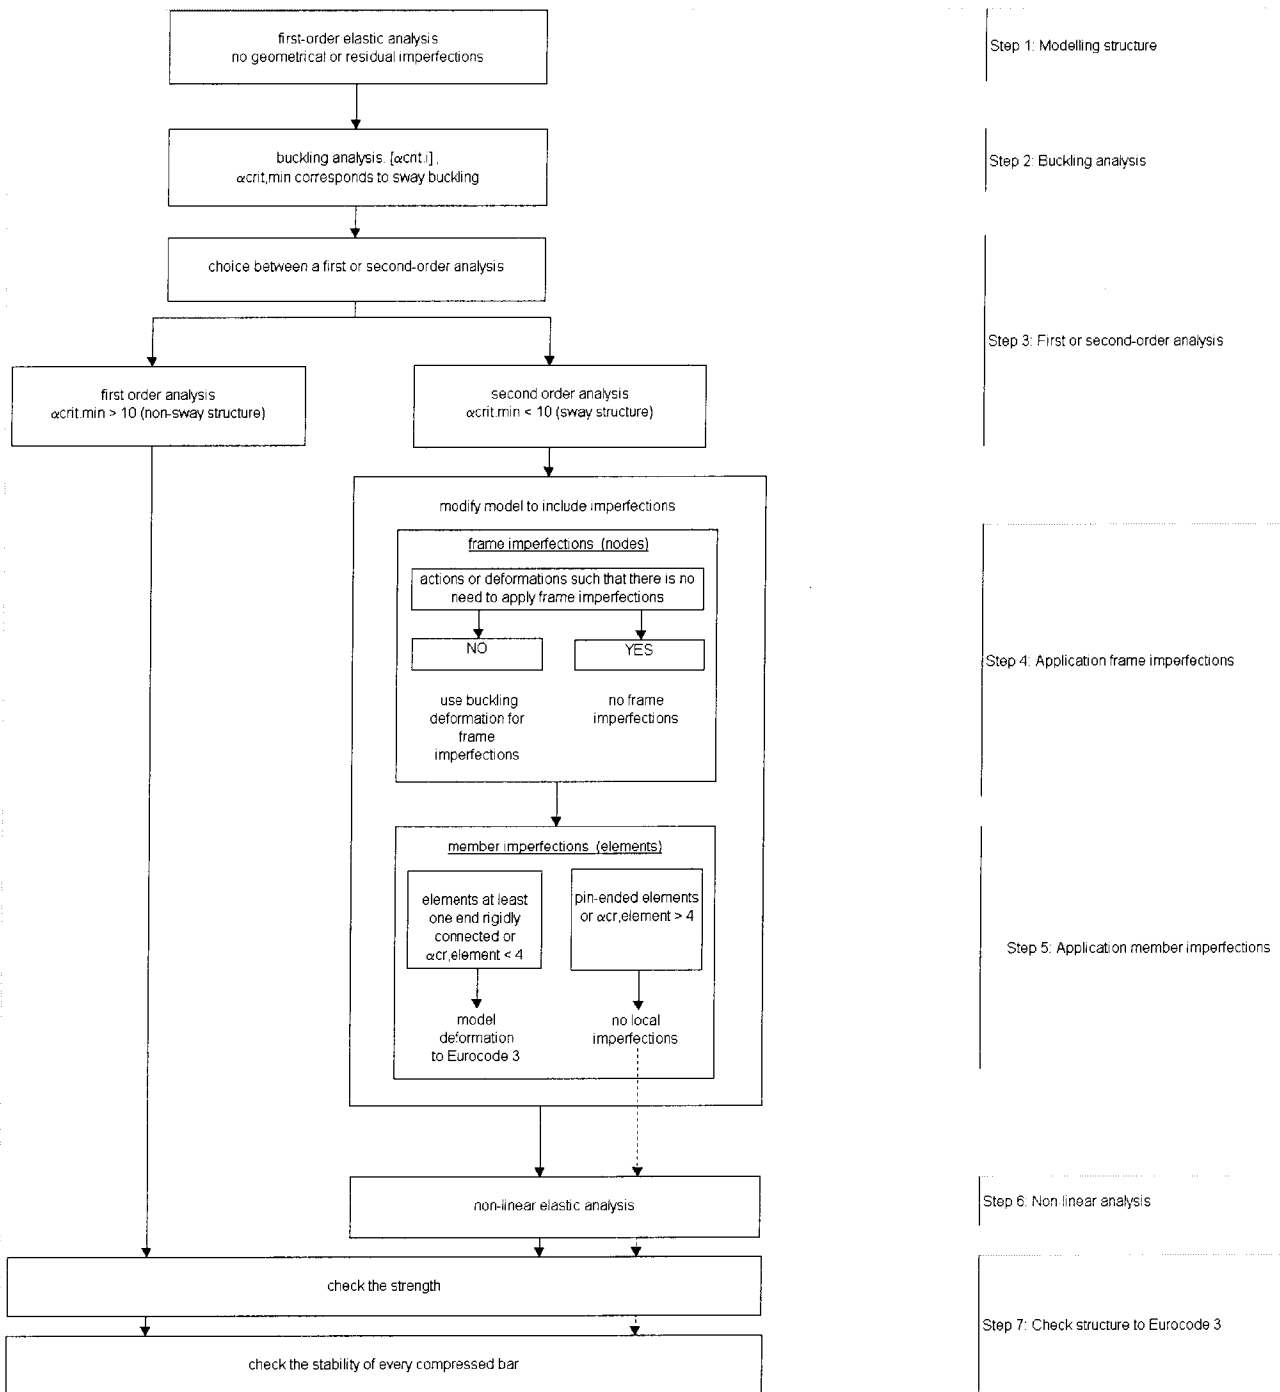 first-order elastic analysis
no geometrical or residual imperfections
Step 1: Modelling structure
buckling analysis. [αcrit.i] ,
αcrit,min corresponds to sway buckling
Step 2: Buckling analysis
choice between a first or second-order analysis
Step 3: First or second-order analysis
first order analysis
αcrit.min > 10 (non-sway structure)
second order analysis
αcrit.min < 10 (sway structure)
modify model to include imperfections
frame imperfections (nodes)
actions or deformations such that there is no
need to apply frame imperfections
NO
YES
use buckling
deformation for
frame
imperfections
no frame
imperfections
Step 4: Application frame imperfections
member imperfections (elements)
elements at least
one end rigidly
connected or
αcr,element < 4
pin-ended elements
or αcr,element > 4
model
deformation
to Eurocode 3
no local
imperfections
Step 5: Application member imperfections
non-linear elastic analysis
Step 6: Non-linear analysis
check the strength
check the stability of every compressed bar
Step 7: Check structure to Eurocode 3